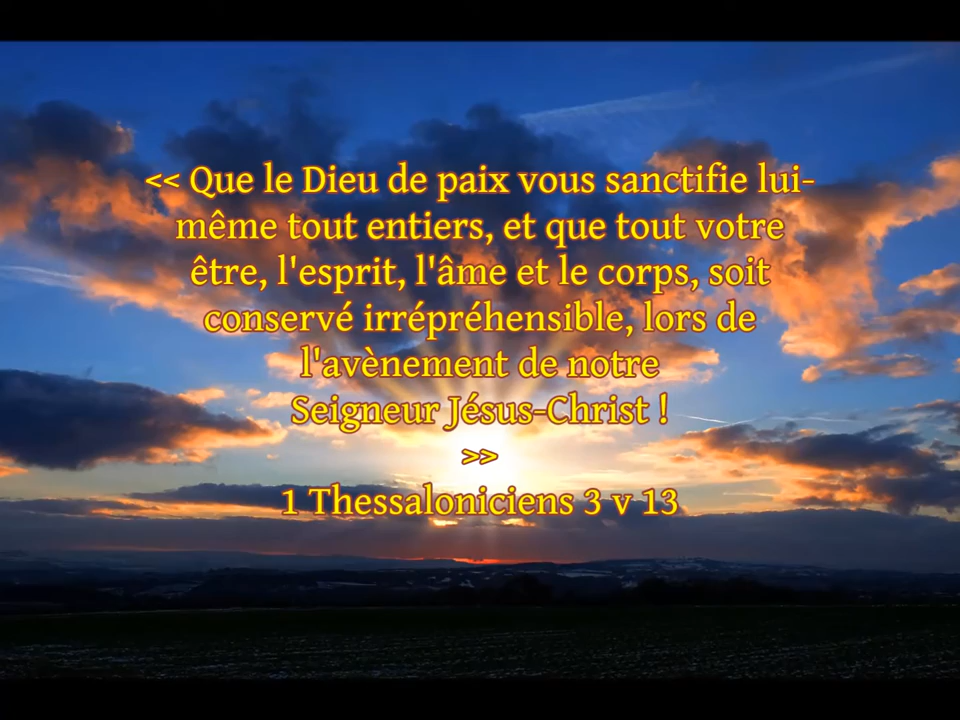 << Que le Dieu de paix vous sanctifie lui-
même tout entiers, et que tout votre
être, l'esprit, l'âme et le corps, soit
conservé irrépréhensible, lors de
l'avènement de notre
Seigneur Jésus-Christ !
>>
1 Thessaloniciens 3 v 13